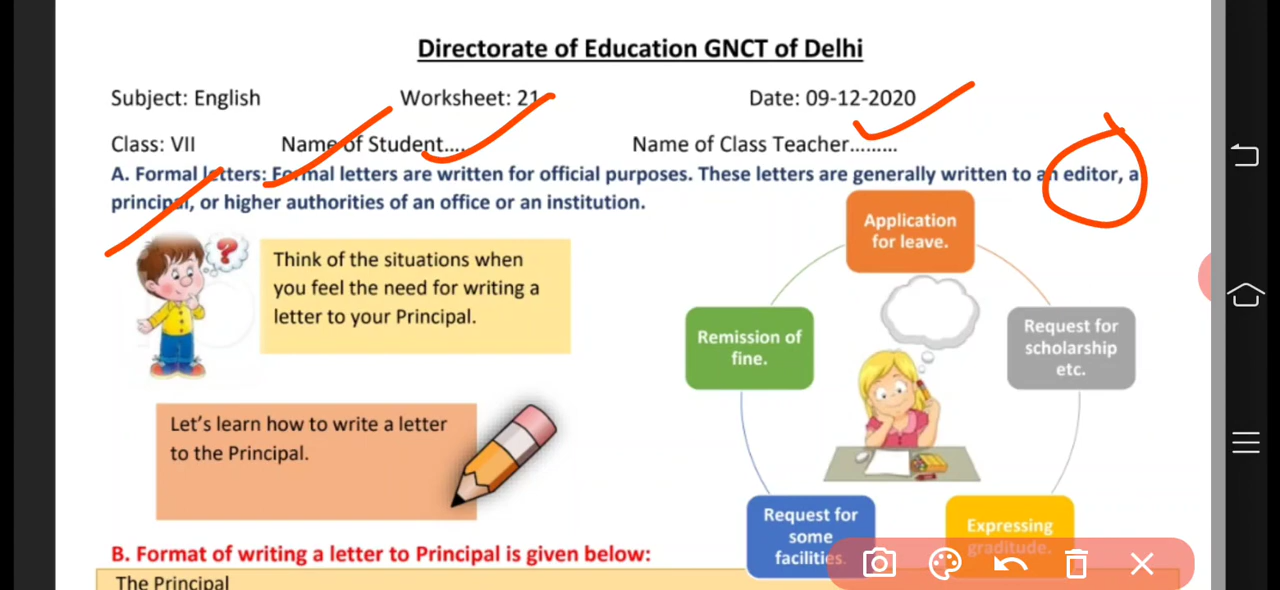 Directorate of Education GNCT of Delhi
Subject: English Worksheet: 21 Date: 09-12-2020
Class: VII Name of Student.... Name of Class Teacher.........
A. Formal letters: Formal letters are written for official purposes. These letters are generally written to an editor, a
principal, or higher authorities of an office or an institution.
Think of the situations when
you feel the need for writing a
letter to your Principal.
Application
for leave.
Remission of
fine.
Request for
scholarship
etc.
Let's learn how to write a letter
to the Principal.
Request for
some
facilities.
Expressing
graditude.
B. Format of writing a letter to Principal is given below:
The Principal